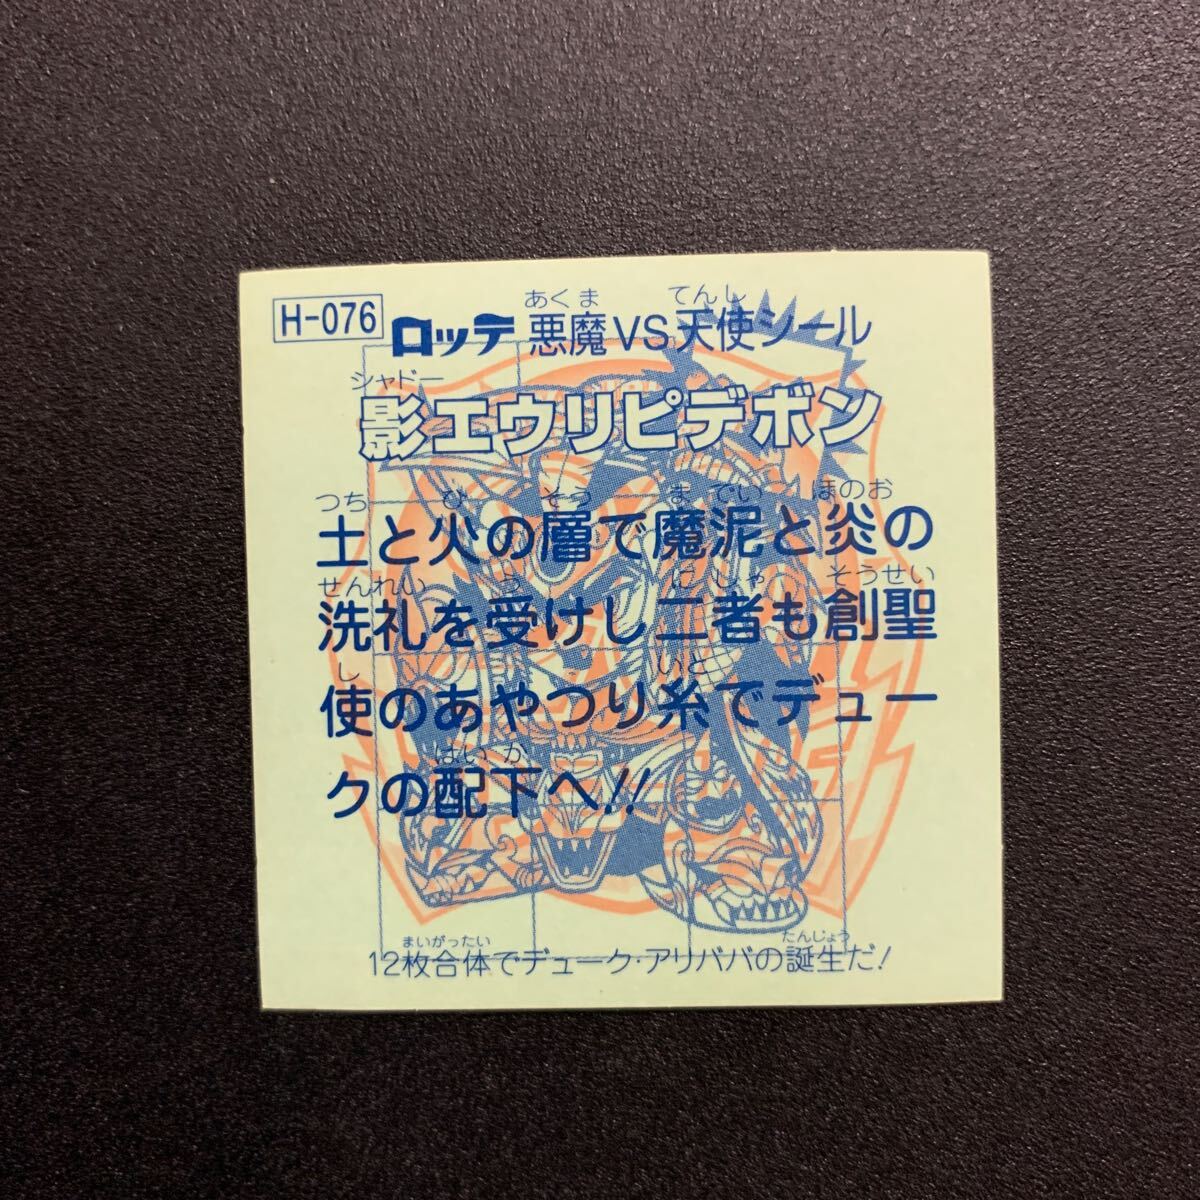 H-076
あくま てんし
ロッテ 悪魔VS天使シール
シャドー
影エウリピデボン
つち ひ そう ま でい ほのお
土と火の層で魔泥と炎の
せんれい う にしゃ そうせい
洗礼を受けし二者も創聖
し いと
使のあやつり糸でデュー
はいか
クの配下へ!!
まいがったい たんじょう
12枚合体でデューク・アリババの誕生だ!